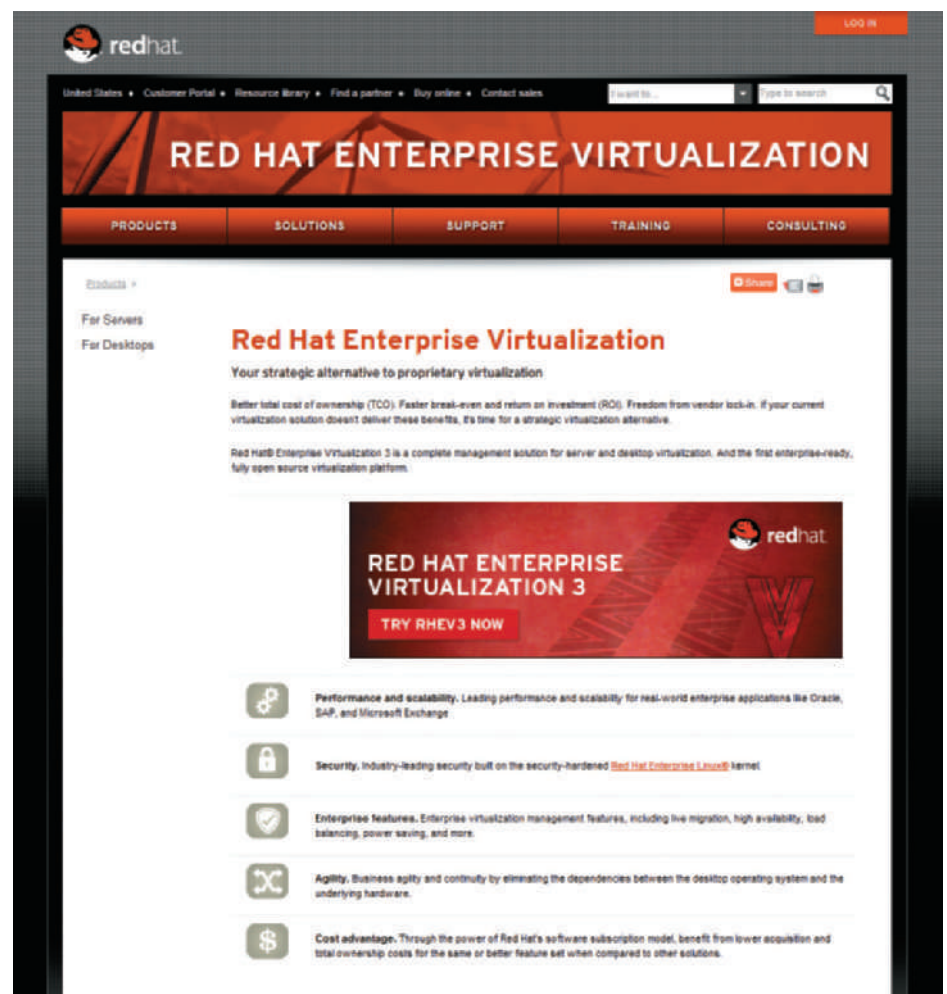 LOG IN
redhat.
United States • Customer Portal • Resource library • Find a partner • Buy online • Contact sales
I want to...
Type to search
RED HAT ENTERPRISE VIRTUALIZATION
PRODUCTS
SOLUTIONS
SUPPORT
TRAINING
CONSULTING
Products ›
Share
For Servers
For Desktops
Red Hat Enterprise Virtualization
Your strategic alternative to proprietary virtualization
Better total cost of ownership (TCO). Faster break-even and return on investment (ROI). Freedom from vendor lock-in. If your current
virtualization solution doesn't deliver these benefits, it's time for a strategic virtualization alternative.
Red Hat® Enterprise Virtualization 3 is a complete management solution for server and desktop virtualization. And the first enterprise-ready,
fully open source virtualization platform.
redhat.
RED HAT ENTERPRISE
VIRTUALIZATION 3
TRY RHEV3 NOW
Performance and scalability. Leading performance and scalability for real-world enterprise applications like Oracle,
SAP, and Microsoft Exchange
Security. Industry-leading security built on the security-hardened Red Hat Enterprise Linux® kernel
Enterprise features. Enterprise virtualization management features, including live migration, high availability, load
balancing, power saving, and more.
Agility. Business agility and continuity by eliminating the dependencies between the desktop operating system and the
underlying hardware.
Cost advantage. Through the power of Red Hat's software subscription model, benefit from lower acquisition and
total ownership costs for the same or better feature set when compared to other solutions.